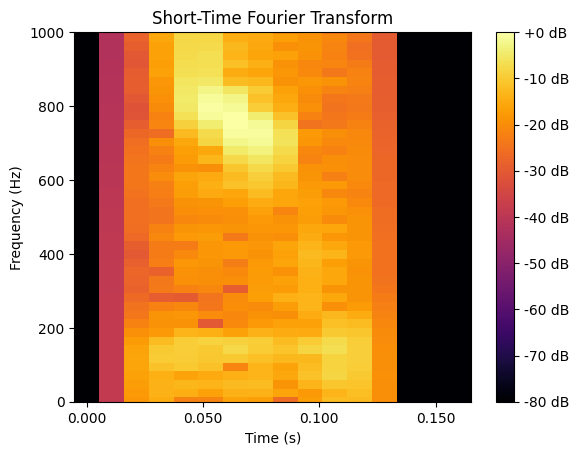 Short-Time Fourier Transform
Frequency (Hz)
1000
800
600
400
200
0
0.000
0.050
0.100
0.150
Time (s)
+0 dB
-10 dB
-20 dB
-30 dB
-40 dB
-50 dB
-60 dB
-70 dB
-80 dB